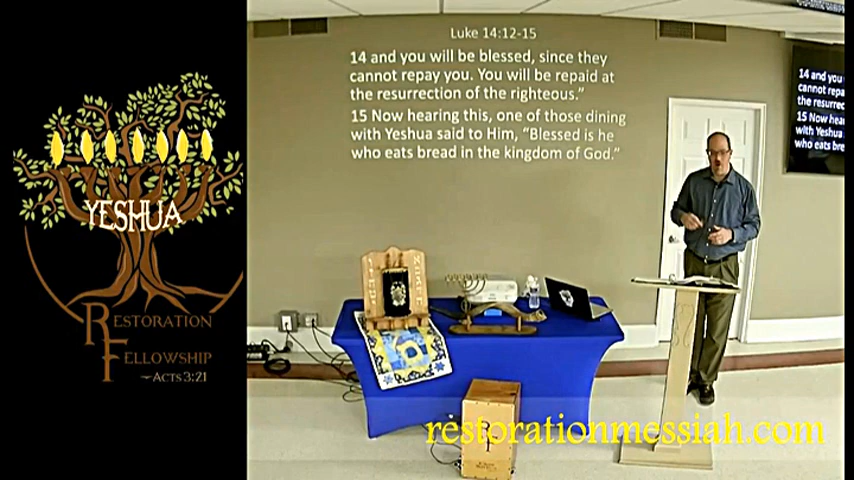 YESHUA
RESTORATION
FELLOWSHIP
ACTS 3:21
Luke 14:12-15
14 and you will be blessed, since they
cannot repay you. You will be repaid at
the resurrection of the righteous.”
15 Now hearing this, one of those dining
with Yeshua said to Him, “Blessed is he
who eats bread in the kingdom of God.”
14 and you
cannot repa
the resurrec
15 Now hear
with Yeshua
who eats bre
RF
restorationmessiah.com